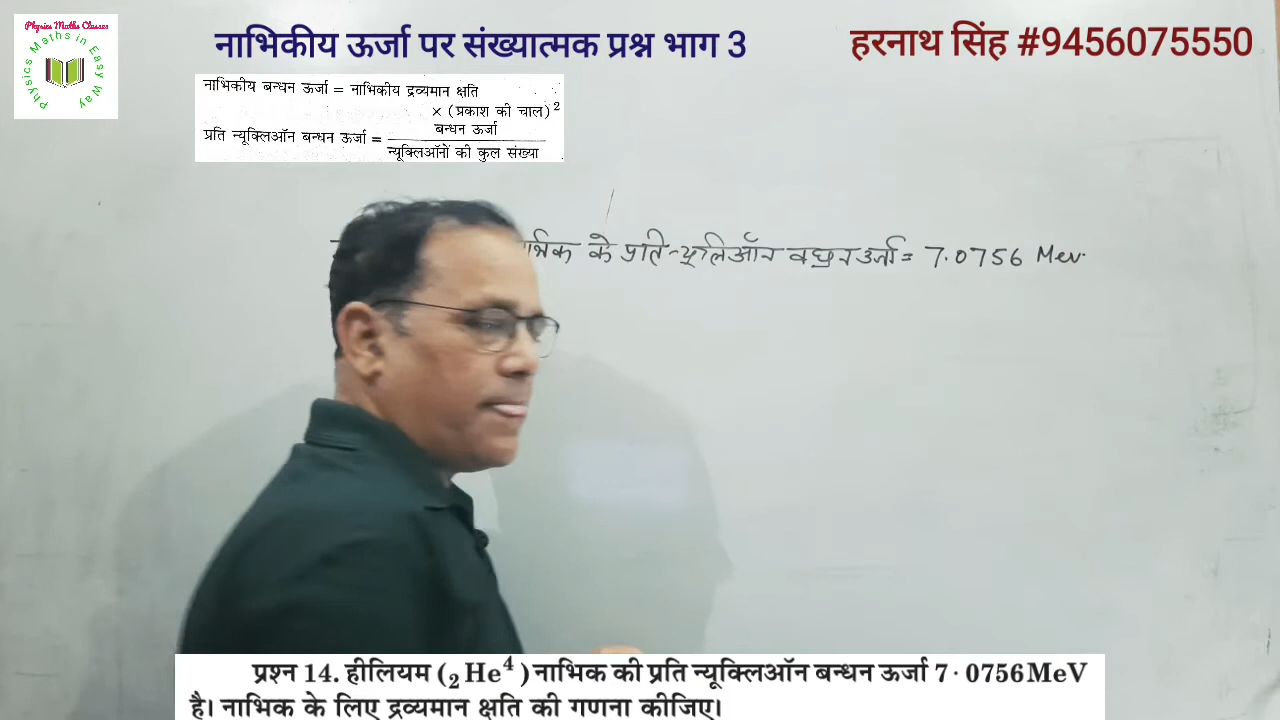 Physics Maths Classes
Physics Maths in Easy Way
नाभिकीय ऊर्जा पर संख्यात्मक प्रश्न भाग 3
हरनाथ सिंह #9456075550
नाभिकीय बन्धन ऊर्जा = नाभिकीय द्रव्यमान क्षति
× (प्रकाश की चाल)²
प्रति न्यूक्लिऑन बन्धन ऊर्जा = बन्धन ऊर्जा
न्यूक्लिऑनों की कुल संख्या
के प्रति न्यूक्लिऑन बन्धन ऊर्जा = 7.0756 Mev.
प्रश्न 14. हीलियम (₂He⁴) नाभिक की प्रति न्यूक्लिऑन बन्धन ऊर्जा 7·0756 MeV
है। नाभिक के लिए द्रव्यमान क्षति की गणना कीजिए।